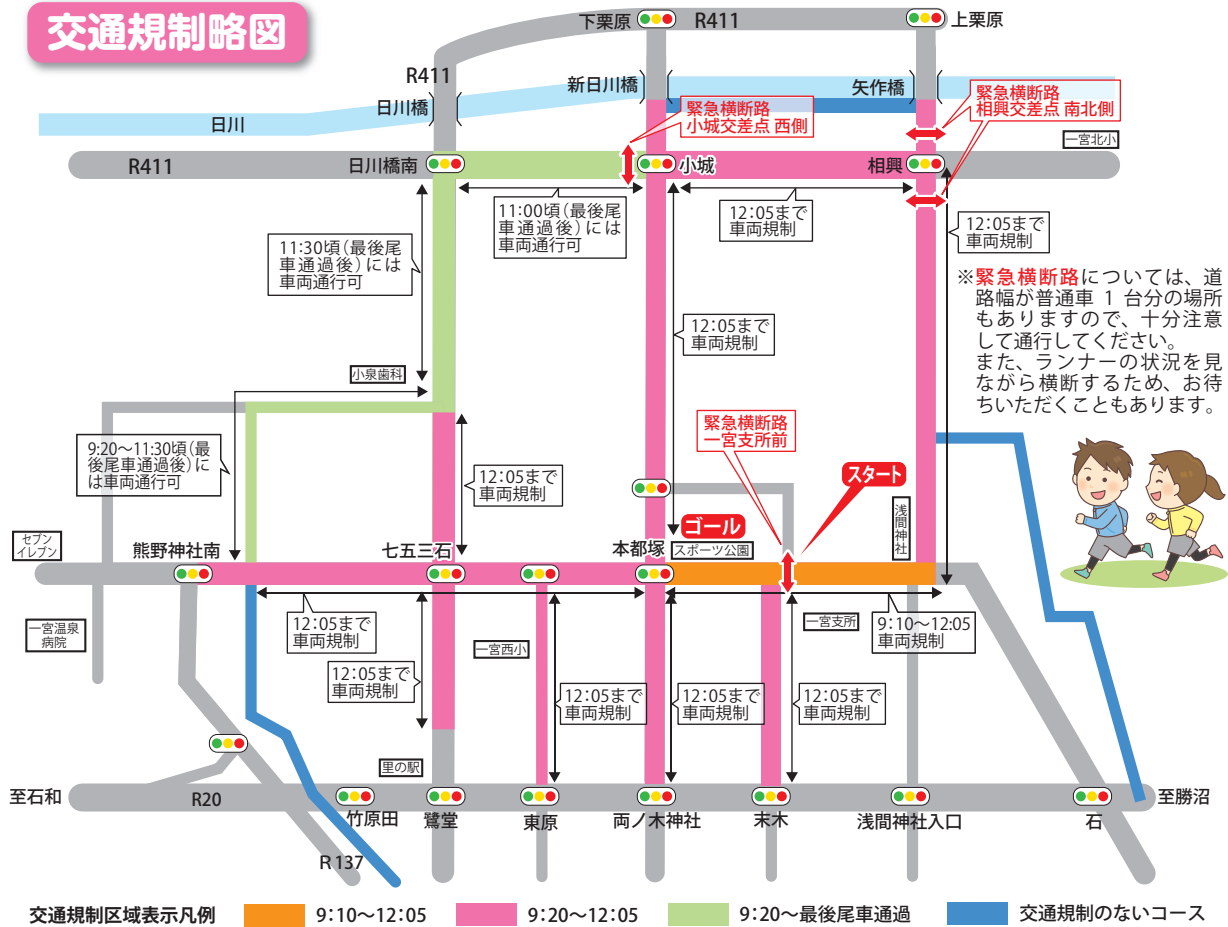 交通規制略図
下栗原
R411
上栗原
R411
日川橋
新日川橋
矢作橋
日川
緊急横断路
小城交差点 西側
緊急横断路
相興交差点 南北側
一宮北小
R411
日川橋南
小城
相興
11:00頃(最後尾
車通過後)には
車両通行可
12:05まで
車両規制
12:05まで
車両規制
11:30頃(最後尾
車通過後)には
車両通行可
※緊急横断路については、道
路幅が普通車 1 台分の場所
もありますので、十分注意
して通行してください。
また、ランナーの状況を見
ながら横断するため、お待
ちいただくこともあります。
12:05まで
車両規制
小泉歯科
9:20〜11:30頃(最
後尾車通過後)に
は車両通行可
12:05まで
車両規制
緊急横断路
一宮支所前
スタート
ゴール
浅間神社
セブン
イレブン
熊野神社南
七五三石
本都塚
スポーツ公園
一宮温泉
病院
12:05まで
車両規制
12:05まで
車両規制
一宮西小
一宮支所
9:10〜12:05
車両規制
12:05まで
車両規制
12:05まで
車両規制
12:05まで
車両規制
里の駅
至石和
R20
竹原田
鷺堂
東原
両ノ木神社
末木
浅間神社入口
石
至勝沼
R 137
交通規制区域表示凡例
9:10〜12:05
9:20〜12:05
9:20〜最後尾車通過
交通規制のないコース